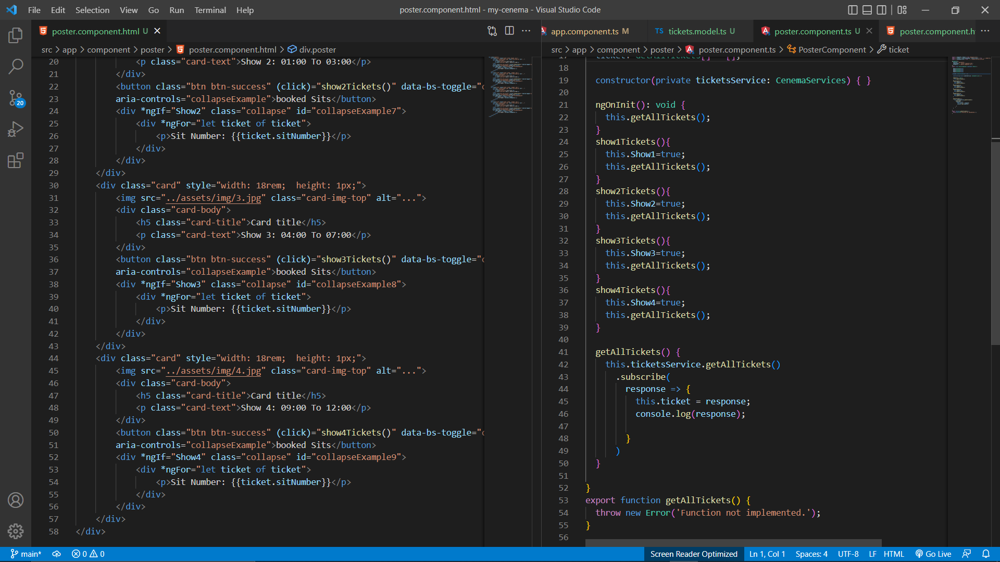 File Edit Selection View Go Run Terminal Help
poster.component.html - my-cenema - Visual Studio Code
poster.component.html U
src > app > component > poster > poster.component.html > div.poster
20 <p class="card-text">Show 2: 01:00 To 03:00</p>
21 </div>
22 <button class="btn btn-success" (click)="show2Tickets()" data-bs-toggle="
23 aria-controls="collapseExample">booked Sits</button>
24 <div *ngIf="Show2" class="collapse" id="collapseExample7">
25 <div *ngFor="let ticket of ticket">
26 <p>Sit Number: {{ticket.sitNumber}}</p>
27 </div>
28 </div>
29 </div>
30 <div class="card" style="width: 18rem;  height: 1px;">
31 <img src="../assets/img/3.jpg" class="card-img-top" alt="...">
32 <div class="card-body">
33 <h5 class="card-title">Card title</h5>
34 <p class="card-text">Show 3: 04:00 To 07:00</p>
35 </div>
36 <button class="btn btn-success" (click)="show3Tickets()" data-bs-toggle="
37 aria-controls="collapseExample">booked Sits</button>
38 <div *ngIf="Show3" class="collapse" id="collapseExample8">
39 <div *ngFor="let ticket of ticket">
40 <p>Sit Number: {{ticket.sitNumber}}</p>
41 </div>
42 </div>
43 </div>
44 <div class="card" style="width: 18rem;  height: 1px;">
45 <img src="../assets/img/4.jpg" class="card-img-top" alt="...">
46 <div class="card-body">
47 <h5 class="card-title">Card title</h5>
48 <p class="card-text">Show 4: 09:00 To 12:00</p>
49 </div>
50 <button class="btn btn-success" (click)="show4Tickets()" data-bs-toggle="
51 aria-controls="collapseExample">booked Sits</button>
52 <div *ngIf="Show4" class="collapse" id="collapseExample9">
53 <div *ngFor="let ticket of ticket">
54 <p>Sit Number: {{ticket.sitNumber}}</p>
55 </div>
56 </div>
57 </div>
58 </div>
app.component.ts M TS tickets.model.ts U poster.component.ts U poster.component.h
src > app > component > poster > poster.component.ts > PosterComponent > ticket
18
19 constructor(private ticketsService: CenemaServices) { }
20
21 ngOnInit(): void {
22 this.getAllTickets();
23 }
24 show1Tickets(){
25 this.Show1=true;
26 this.getAllTickets();
27 }
28 show2Tickets(){
29 this.Show2=true;
30 this.getAllTickets();
31 }
32 show3Tickets(){
33 this.Show3=true;
34 this.getAllTickets();
35 }
36 show4Tickets(){
37 this.Show4=true;
38 this.getAllTickets();
39 }
40
41 getAllTickets() {
42 this.ticketsService.getAllTickets()
43 .subscribe(
44 response => {
45 this.ticket = response;
46 console.log(response);
47
48 }
49 )
50 }
51
52 }
53 export function getAllTickets() {
54 throw new Error('Function not implemented.');
55 }
56
20
main* 0 0 Screen Reader Optimized Ln 1, Col 1 Spaces: 4 UTF-8 LF HTML Go Live